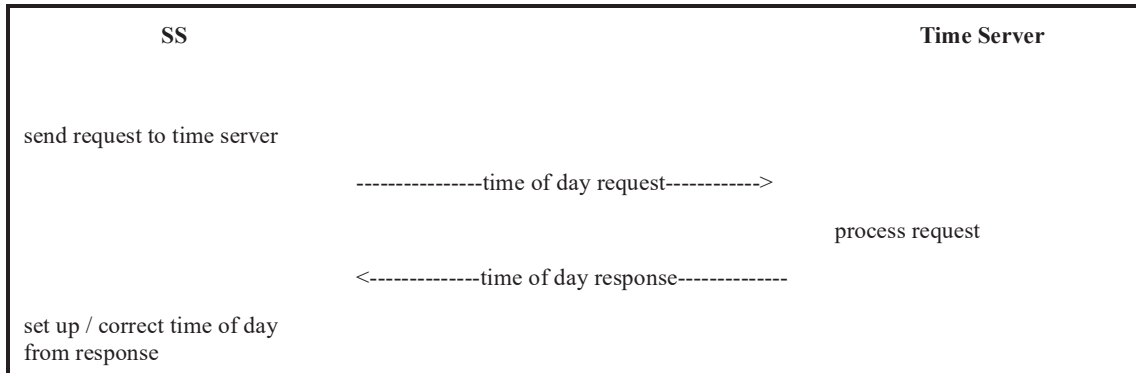 SS Time Server
send request to time server
----------------time of day request------------>
process request
<--------------time of day response--------------
set up / correct time of day
from response